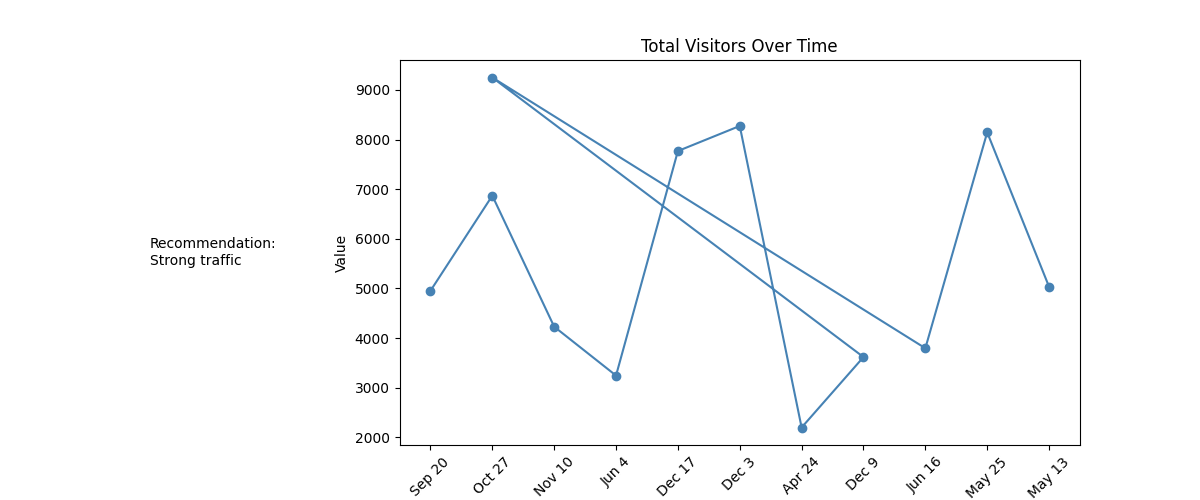 Total Visitors Over Time
9000
8000
7000
6000
5000
4000
3000
2000
Value
Recommendation:
Strong traffic
Sep 20
Oct 27
Nov 10
Jun 4
Dec 17
Dec 3
Apr 24
Dec 9
Jun 16
May 25
May 13